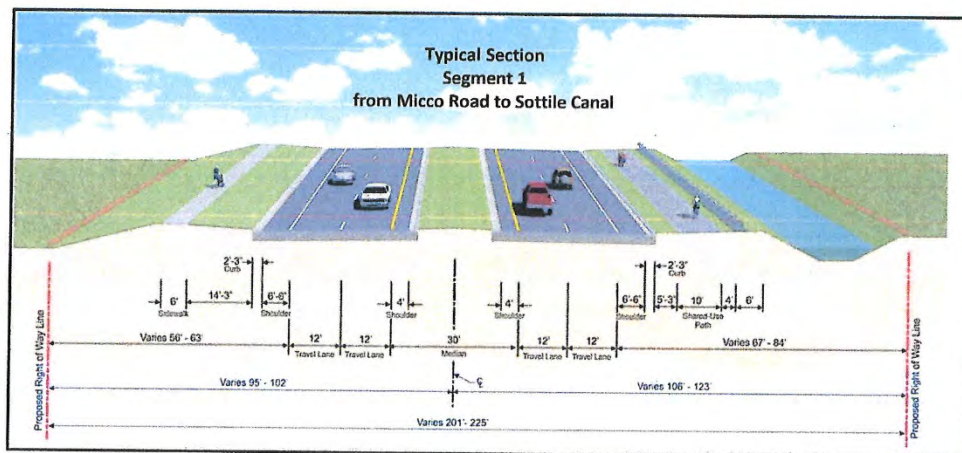 Typical Section
Segment 1
from Micco Road to Sottile Canal
2'-3"
Curb
2'-3"
Curb
6'
Sidewalk
14'-3"
6'-6"
Shoulder
4'
Shoulder
4'
Shoulder
6'-6"
Shoulder
5'-3"
10'
Shared-Use
Path
4'
6'
Varies 56' - 63'
12'
Travel Lane
12'
Travel Lane
30'
Median
12'
Travel Lane
12'
Travel Lane
Varies 67' - 84'
Varies 95' - 102'
℄
Varies 106' - 123'
Varies 201'- 225'
Proposed Right of Way Line
Proposed Right of Way Line